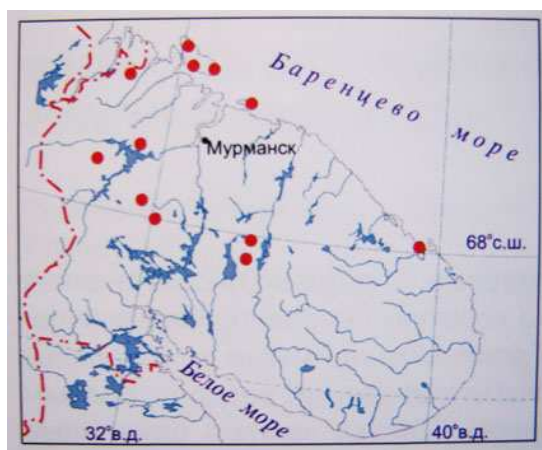 Баренцево море
Мурманск
68°с.ш.
Белое море
32°в.д.
40°в.д.